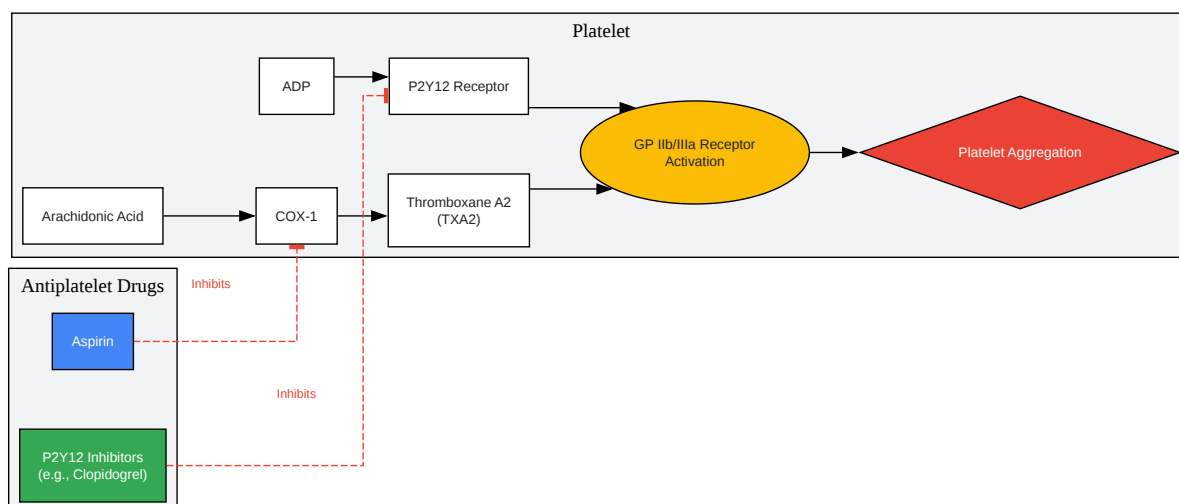 Platelet
ADP
P2Y12 Receptor
GP IIb/IIIa Receptor
Activation
Platelet Aggregation
Arachidonic Acid
COX-1
Thromboxane A2
(TXA2)
Antiplatelet Drugs
Inhibits
Aspirin
Inhibits
P2Y12 Inhibitors
(e.g., Clopidogrel)